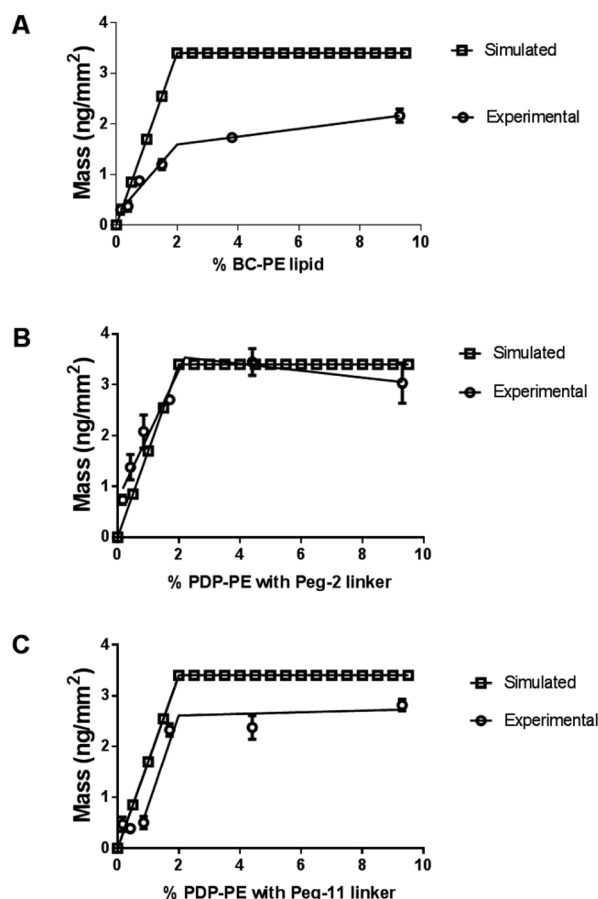 A
Mass (ng/mm²)
4
3
2
1
0
0 2 4 6 8 10
% BC-PE lipid
Simulated
Experimental
B
Mass (ng/mm²)
4
3
2
1
0
0 2 4 6 8 10
% PDP-PE with Peg-2 linker
Simulated
Experimental
C
Mass (ng/mm²)
4
3
2
1
0
0 2 4 6 8 10
% PDP-PE with Peg-11 linker
Simulated
Experimental